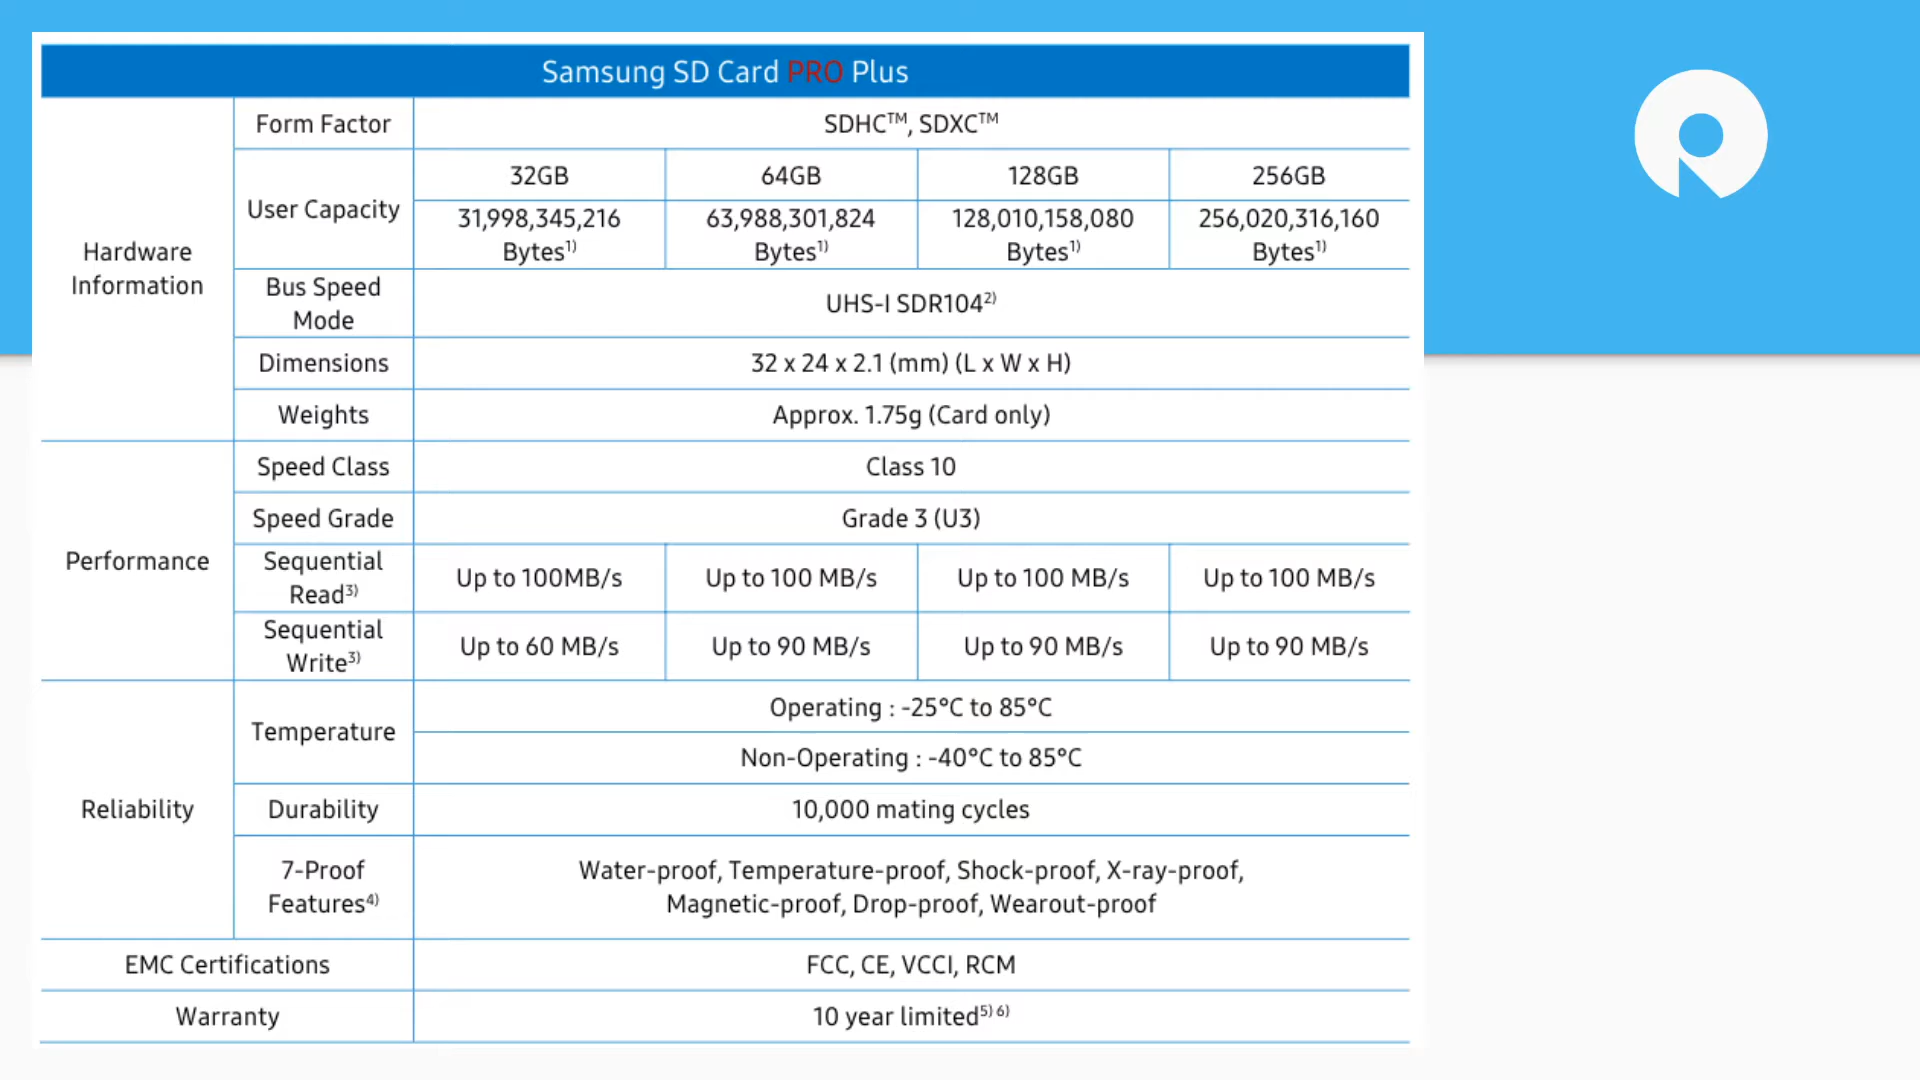 Samsung SD Card PRO Plus
Hardware
Information
Form Factor
SDHC™, SDXC™
User Capacity
32GB
64GB
128GB
256GB
31,998,345,216
Bytes1)
63,988,301,824
Bytes1)
128,010,158,080
Bytes1)
256,020,316,160
Bytes1)
Bus Speed
Mode
UHS-I SDR1042)
Dimensions
32 x 24 x 2.1 (mm) (L x W x H)
Weights
Approx. 1.75g (Card only)
Performance
Speed Class
Class 10
Speed Grade
Grade 3 (U3)
Sequential
Read3)
Up to 100MB/s
Up to 100 MB/s
Up to 100 MB/s
Up to 100 MB/s
Sequential
Write3)
Up to 60 MB/s
Up to 90 MB/s
Up to 90 MB/s
Up to 90 MB/s
Reliability
Temperature
Operating : -25°C to 85°C
Non-Operating : -40°C to 85°C
Durability
10,000 mating cycles
7-Proof
Features4)
Water-proof, Temperature-proof, Shock-proof, X-ray-proof,
Magnetic-proof, Drop-proof, Wearout-proof
EMC Certifications
FCC, CE, VCCI, RCM
Warranty
10 year limited5) 6)